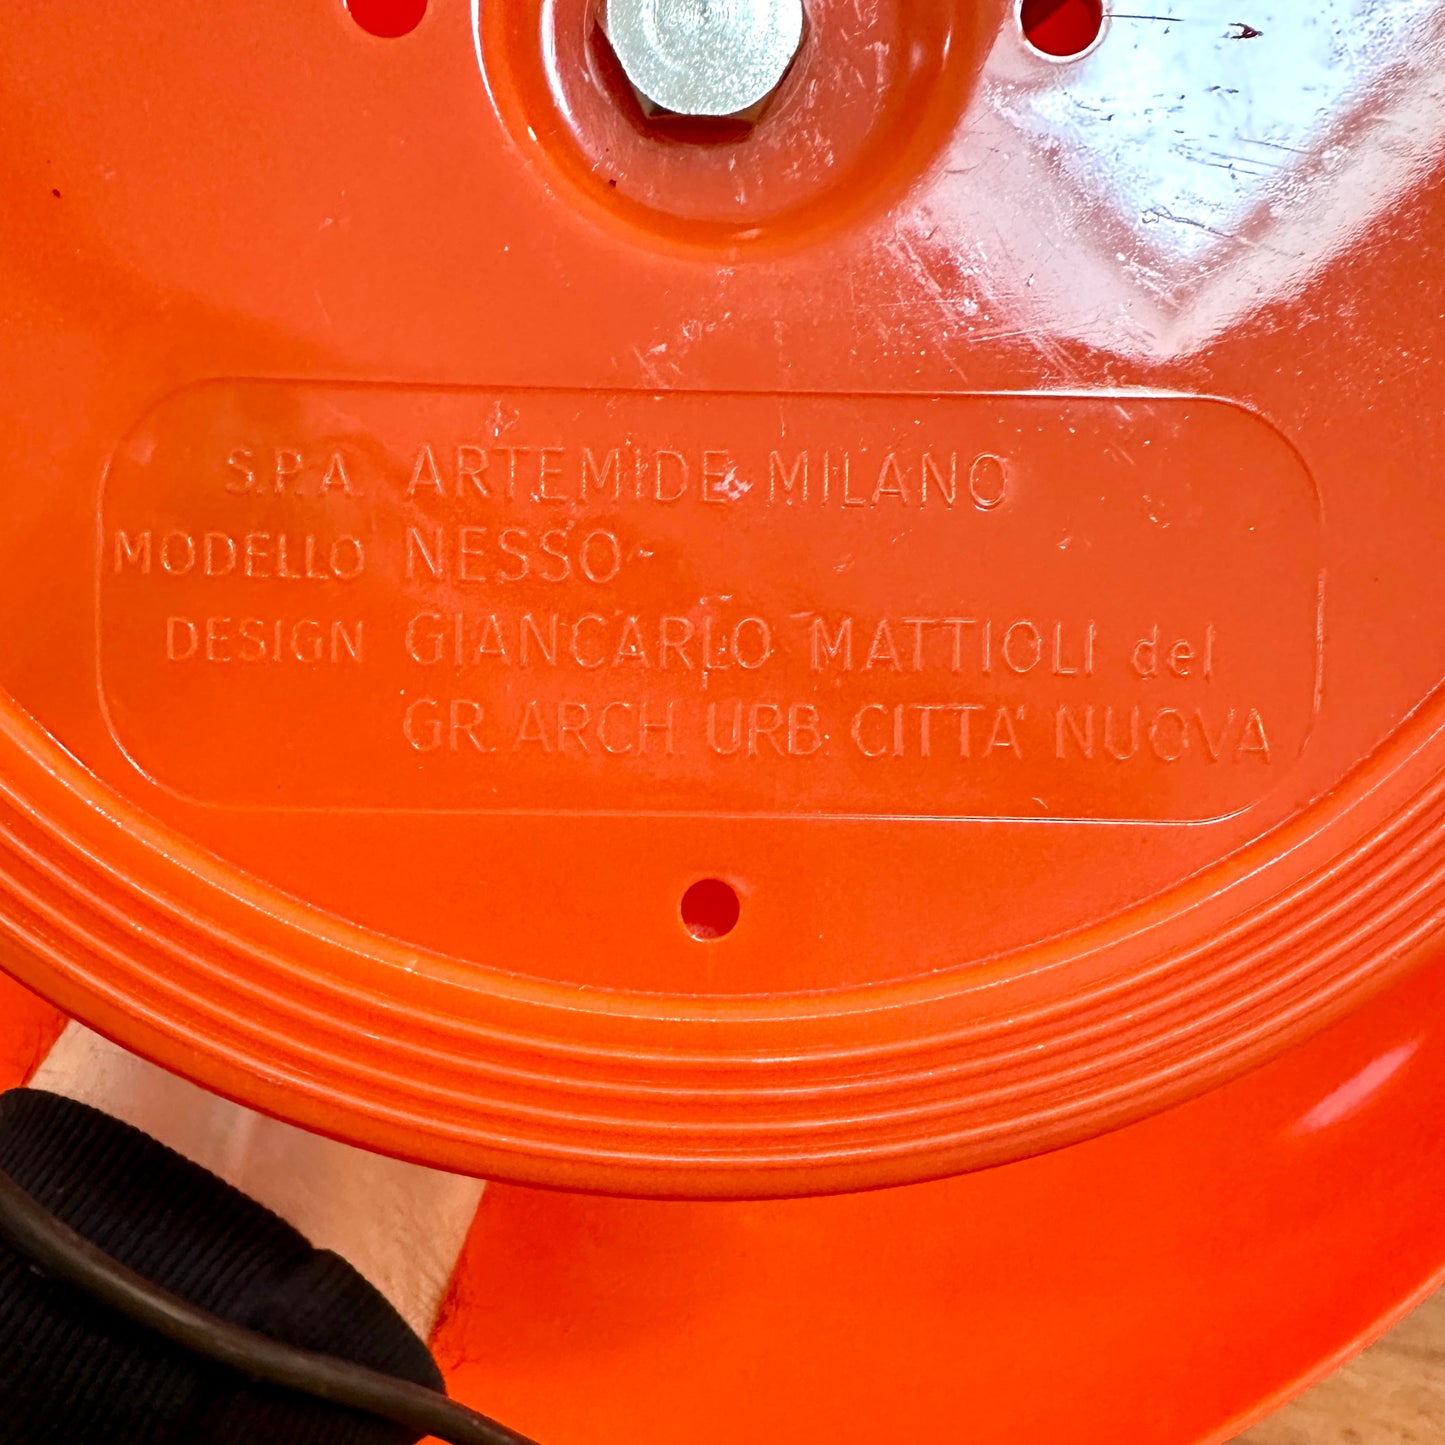 S.P.A. ARTEMIDE MILANO
MODELLO NESSO
DESIGN GIANCARLO MATTIOLI del
GR. ARCH. URB. CITTA' NUOVA